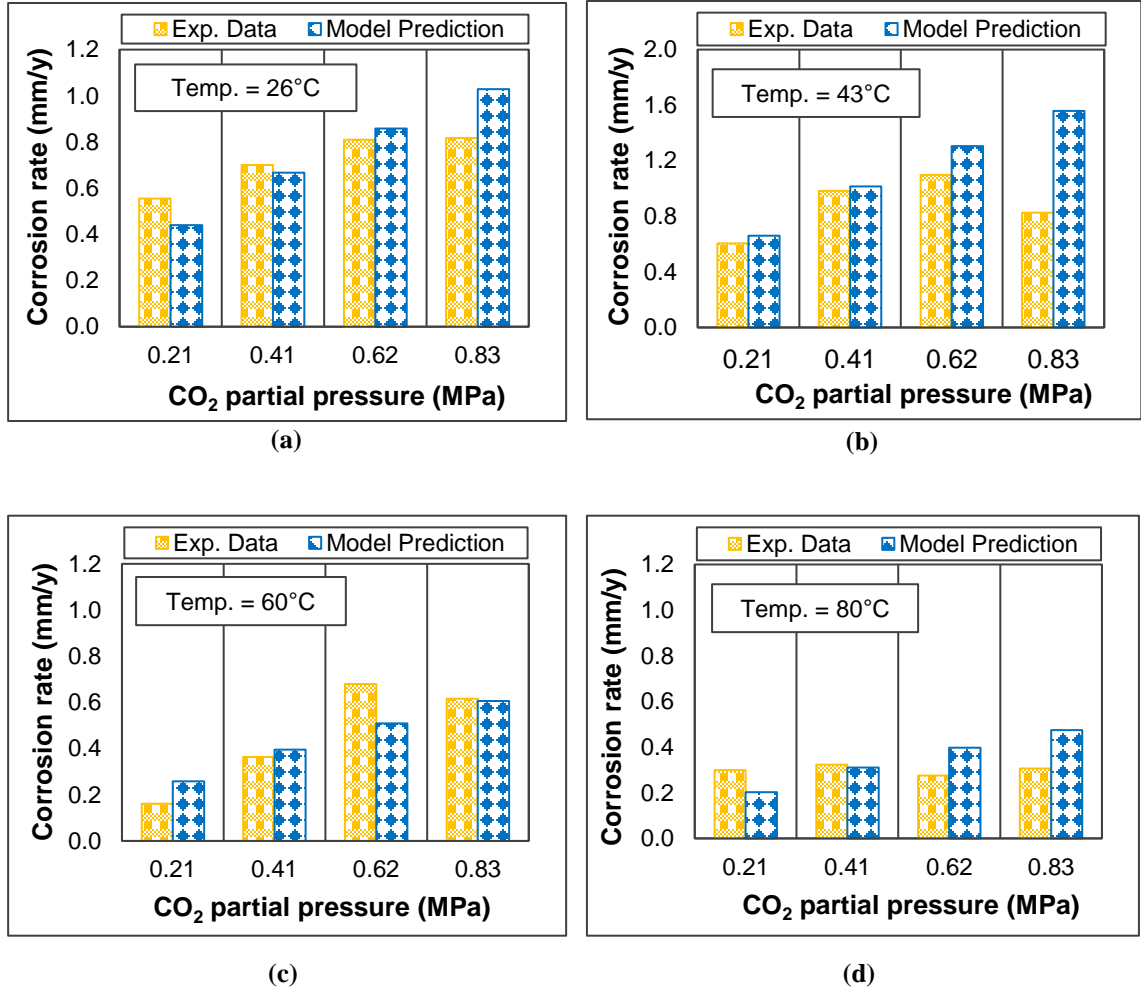 Exp. Data Model Prediction
Temp. = 26°C
Corrosion rate (mm/y)
1.2
1.0
0.8
0.6
0.4
0.2
0.0
0.21 0.41 0.62 0.83
CO₂ partial pressure (MPa)
(a)
Exp. Data Model Prediction
Temp. = 43°C
Corrosion rate (mm/y)
2.0
1.6
1.2
0.8
0.4
0.0
0.21 0.41 0.62 0.83
CO₂ partial pressure (MPa)
(b)
Exp. Data Model Prediction
Temp. = 60°C
Corrosion rate (mm/y)
1.2
1.0
0.8
0.6
0.4
0.2
0.0
0.21 0.41 0.62 0.83
CO₂ partial pressure (MPa)
(c)
Exp. Data Model Prediction
Temp. = 80°C
Corrosion rate (mm/y)
1.2
1.0
0.8
0.6
0.4
0.2
0.0
0.21 0.41 0.62 0.83
CO₂ partial pressure (MPa)
(d)